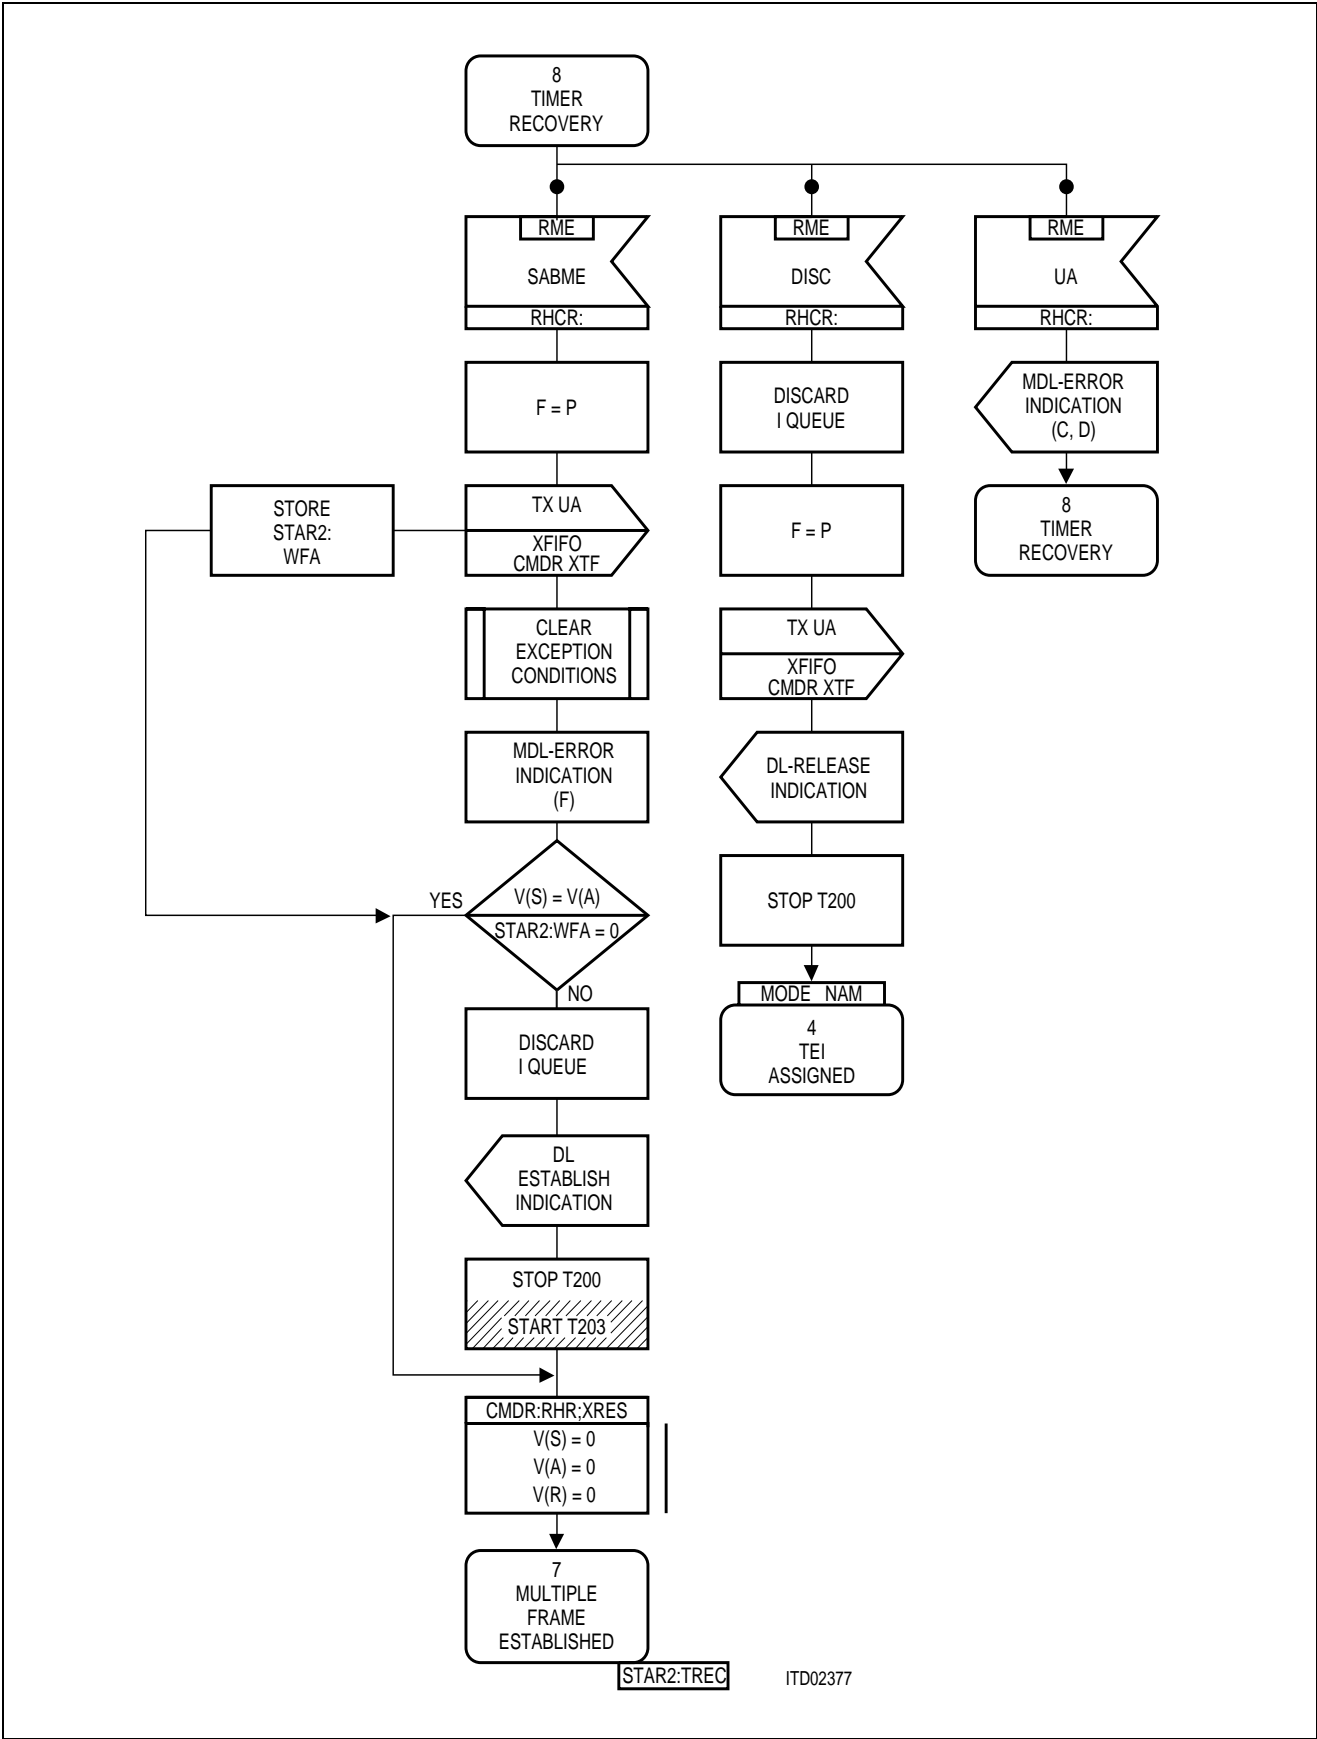 8
TIMER
RECOVERY
RME
SABME
RHCR:
RME
DISC
RHCR:
RME
UA
RHCR:
F = P
DISCARD
I QUEUE
MDL-ERROR
INDICATION
(C, D)
STORE
STAR2:
WFA
TX UA
XFIFO
CMDR XTF
F = P
8
TIMER
RECOVERY
CLEAR
EXCEPTION
CONDITIONS
TX UA
XFIFO
CMDR XTF
MDL-ERROR
INDICATION
(F)
DL-RELEASE
INDICATION
YES
V(S) = V(A)
STAR2:WFA = 0
NO
STOP T200
MODE NAM
4
TEI
ASSIGNED
DISCARD
I QUEUE
DL
ESTABLISH
INDICATION
STOP T200
START T203
CMDR:RHR;XRES
V(S) = 0
V(A) = 0
V(R) = 0
7
MULTIPLE
FRAME
ESTABLISHED
STAR2:TREC
ITD02377